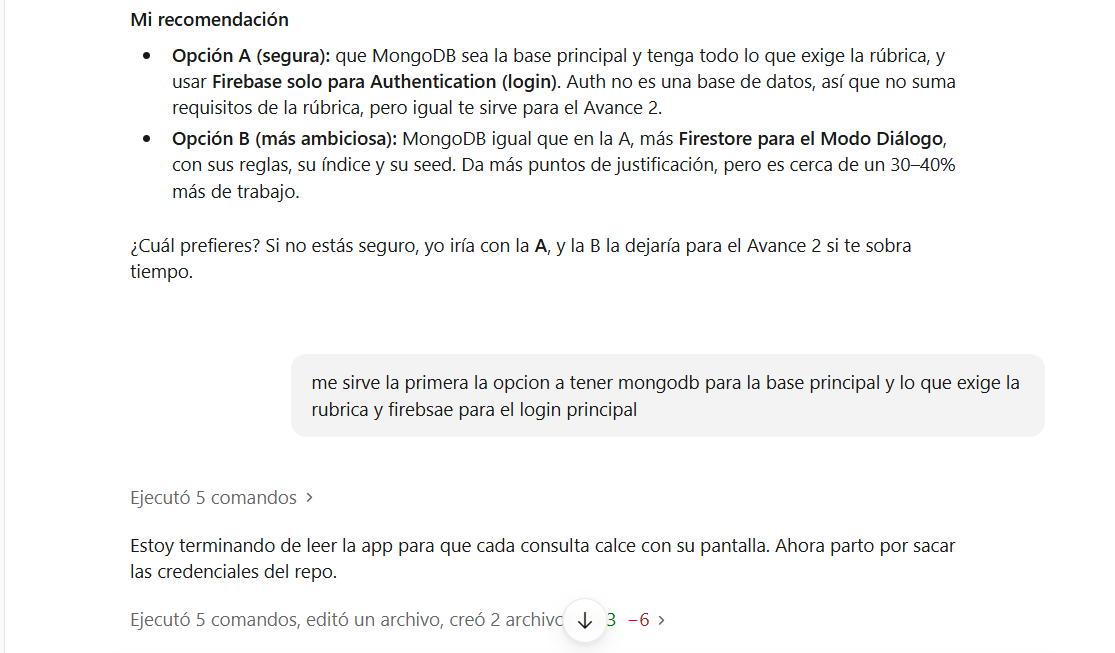 Mi recomendación
• Opción A (segura): que MongoDB sea la base principal y tenga todo lo que exige la rúbrica, y
usar Firebase solo para Authentication (login). Auth no es una base de datos, así que no suma
requisitos de la rúbrica, pero igual te sirve para el Avance 2.
• Opción B (más ambiciosa): MongoDB igual que en la A, más Firestore para el Modo Diálogo,
con sus reglas, su índice y su seed. Da más puntos de justificación, pero es cerca de un 30–40%
más de trabajo.
¿Cuál prefieres? Si no estás seguro, yo iría con la A, y la B la dejaría para el Avance 2 si te sobra
tiempo.
me sirve la primera la opcion a tener mongodb para la base principal y lo que exige la
rubrica y firebsae para el login principal
Ejecutó 5 comandos >
Estoy terminando de leer la app para que cada consulta calce con su pantalla. Ahora parto por sacar
las credenciales del repo.
Ejecutó 5 comandos, editó un archivo, creó 2 3 −6 >